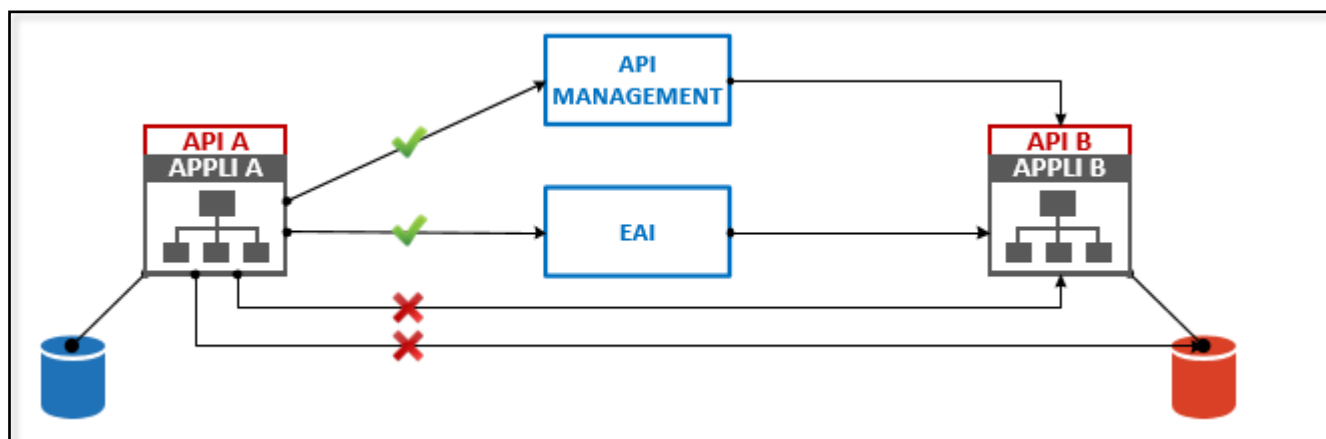 API
MANAGEMENT
API A
APPLI A
API B
APPLI B
EAI